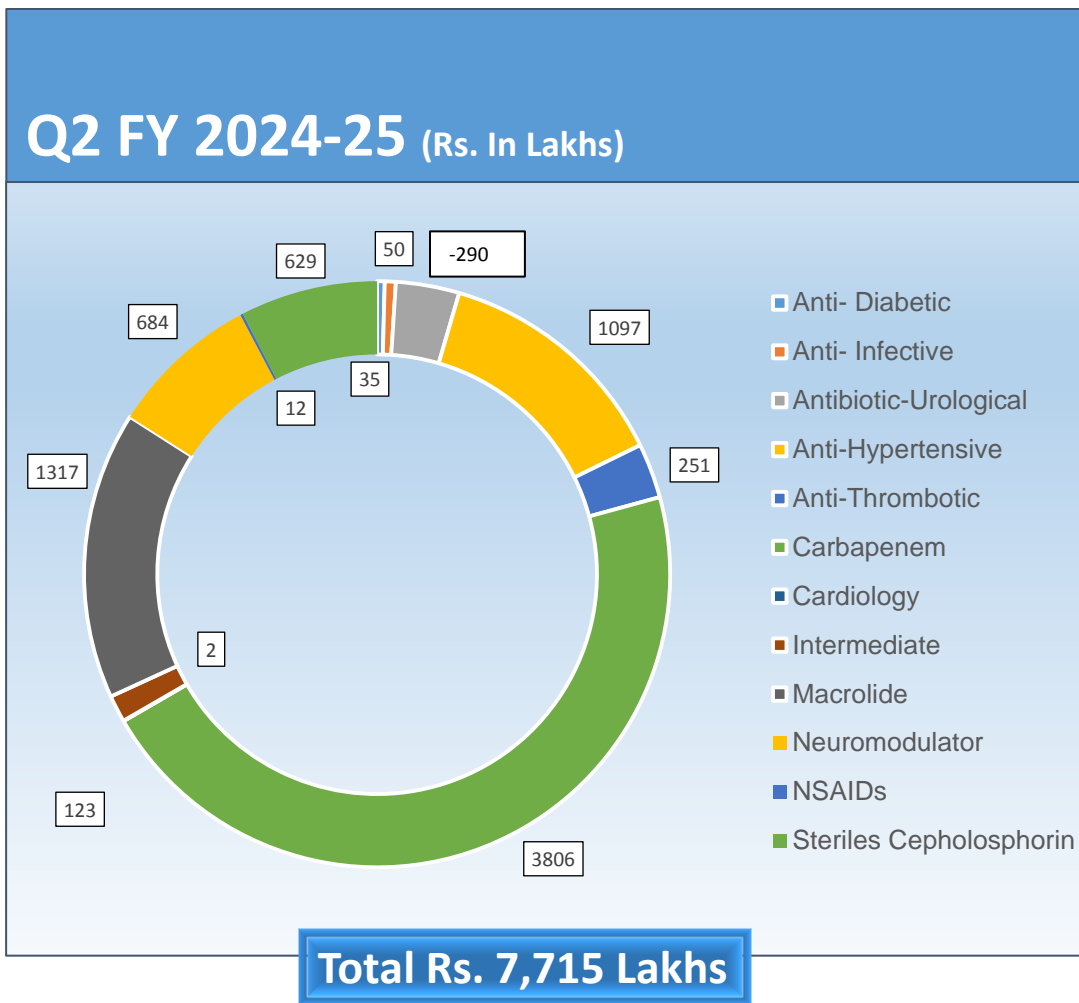 Q2 FY 2024-25 (Rs. In Lakhs)
50
-290
629
1097
684
35
12
251
1317
2
123
3806
Anti- Diabetic
Anti- Infective
Antibiotic-Urological
Anti-Hypertensive
Anti-Thrombotic
Carbapenem
Cardiology
Intermediate
Macrolide
Neuromodulator
NSAIDs
Steriles Cepholosphorin
Total Rs. 7,715 Lakhs